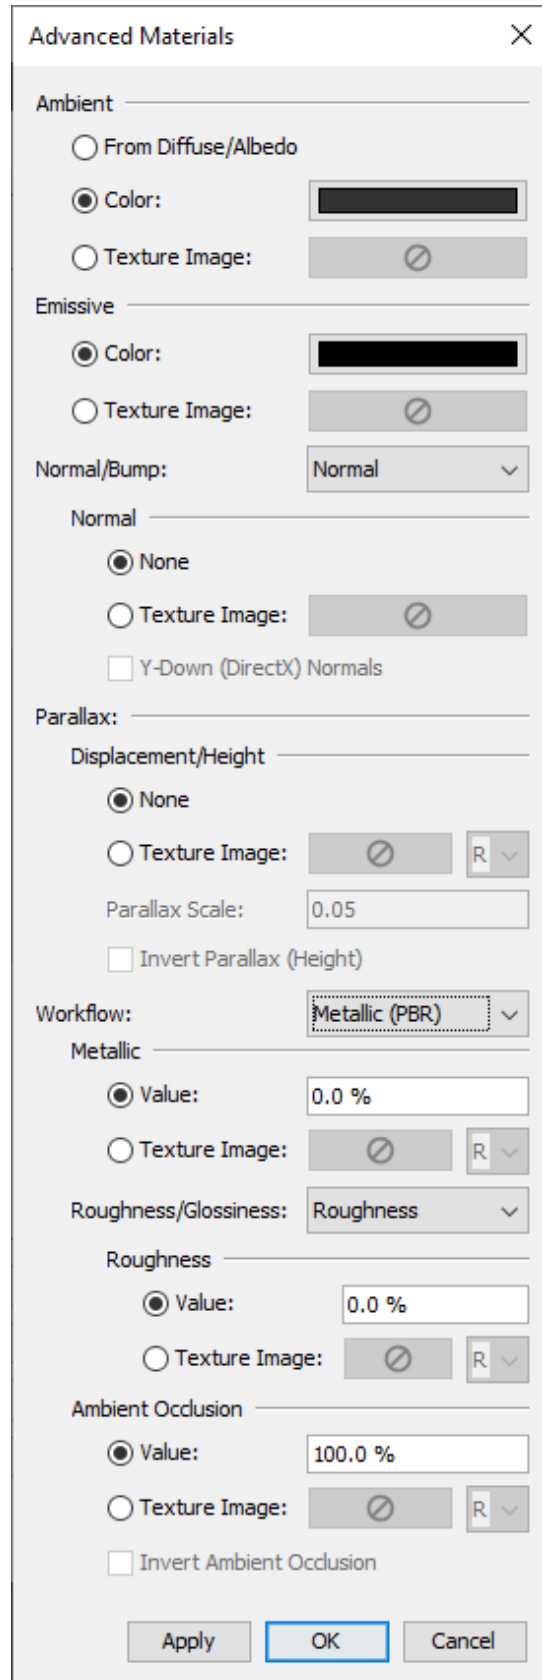 Advanced Materials
Ambient
From Diffuse/Albedo
Color:
Texture Image:
Emissive
Color:
Texture Image:
Normal/Bump: Normal
Normal
None
Texture Image:
Y-Down (DirectX) Normals
Parallax:
Displacement/Height
None
Texture Image: R
Parallax Scale: 0.05
Invert Parallax (Height)
Workflow: Metallic (PBR)
Metallic
Value: 0.0 %
Texture Image: R
Roughness/Glossiness: Roughness
Roughness
Value: 0.0 %
Texture Image: R
Ambient Occlusion
Value: 100.0 %
Texture Image: R
Invert Ambient Occlusion
Apply OK Cancel